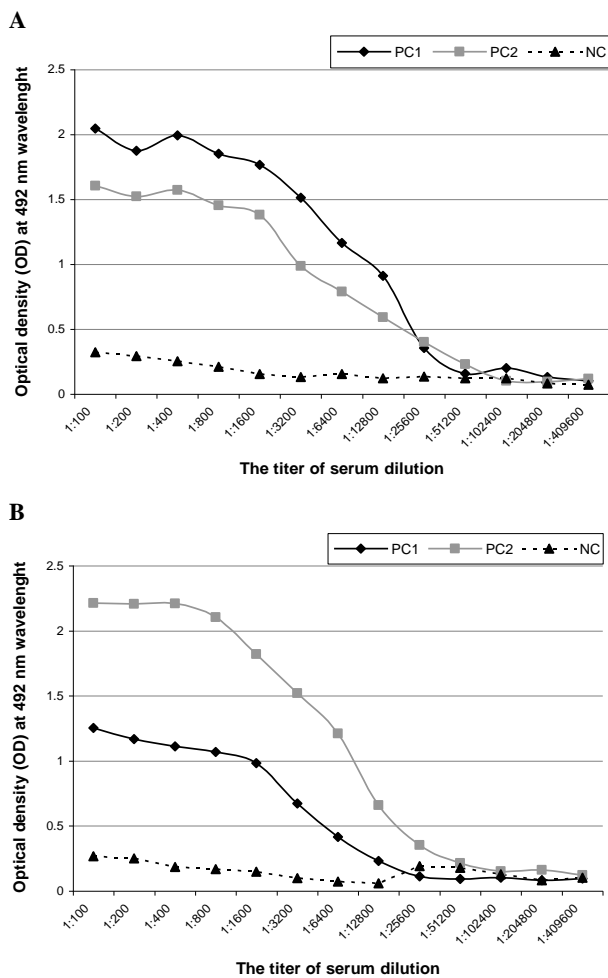 A
PC1 PC2 NC
2.5
2
1.5
1
0.5
0
Optical density (OD) at 492 nm wavelenght
1:100 1:200 1:400 1:800 1:1600 1:3200 1:6400 1:12800 1:25600 1:51200 1:102400 1:204800 1:409600
The titer of serum dilution
B
PC1 PC2 NC
2.5
2
1.5
1
0.5
0
Optical density (OD) at 492 nm wavelenght
1:100 1:200 1:400 1:800 1:1600 1:3200 1:6400 1:12800 1:25600 1:51200 1:102400 1:204800 1:409600
The titer of serum dilution